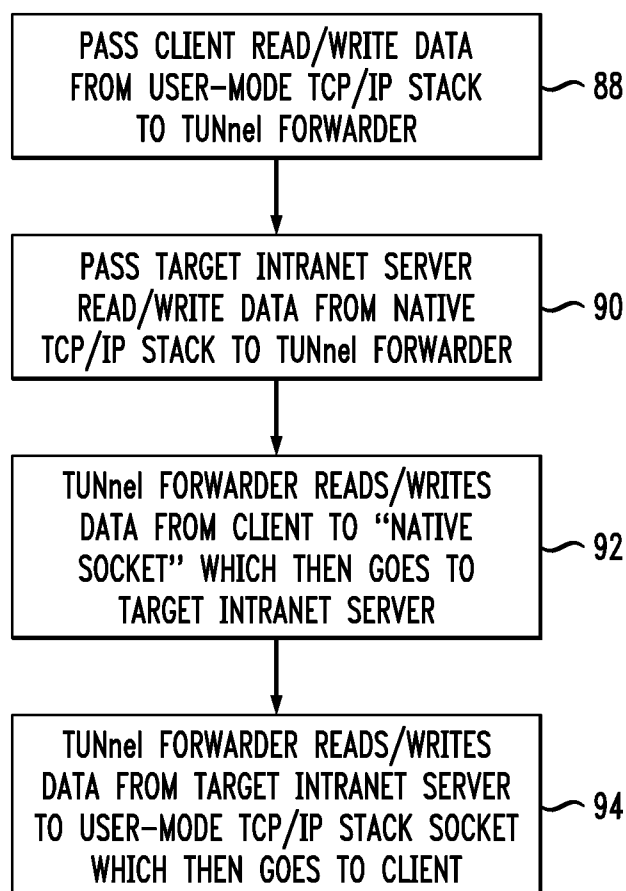 PASS CLIENT READ/WRITE DATA
FROM USER-MODE TCP/IP STACK
TO TUNnel FORWARDER
88
PASS TARGET INTRANET SERVER
READ/WRITE DATA FROM NATIVE
TCP/IP STACK TO TUNnel FORWARDER
90
TUNnel FORWARDER READS/WRITES
DATA FROM CLIENT TO “NATIVE
SOCKET” WHICH THEN GOES TO
TARGET INTRANET SERVER
92
TUNnel FORWARDER READS/WRITES
DATA FROM TARGET INTRANET SERVER
TO USER-MODE TCP/IP STACK SOCKET
WHICH THEN GOES TO CLIENT
94